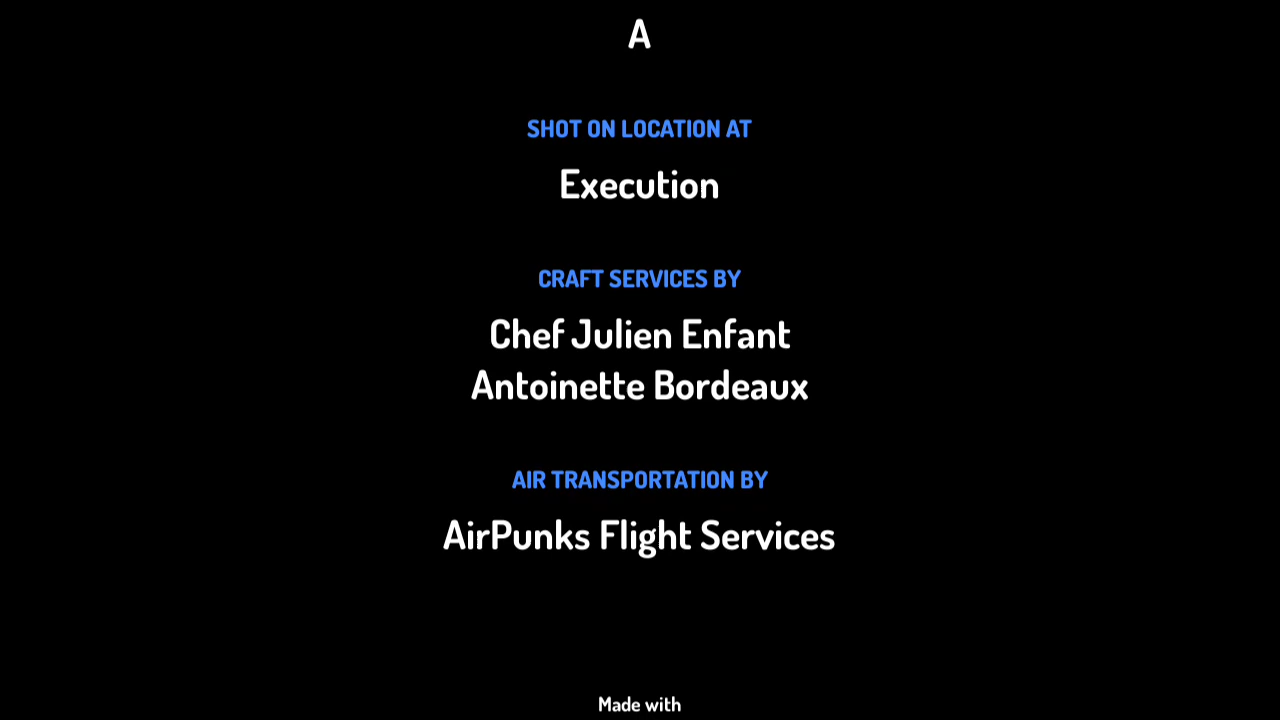 A
SHOT ON LOCATION AT
Execution
CRAFT SERVICES BY
Chef Julien Enfant
Antoinette Bordeaux
AIR TRANSPORTATION BY
AirPunks Flight Services
Made with